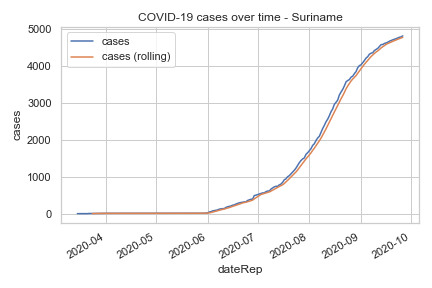 COVID-19 cases over time - Suriname
cases
cases (rolling)
5000
4000
3000
2000
1000
0
cases
2020-04
2020-05
2020-06
2020-07
2020-08
2020-09
2020-10
dateRep